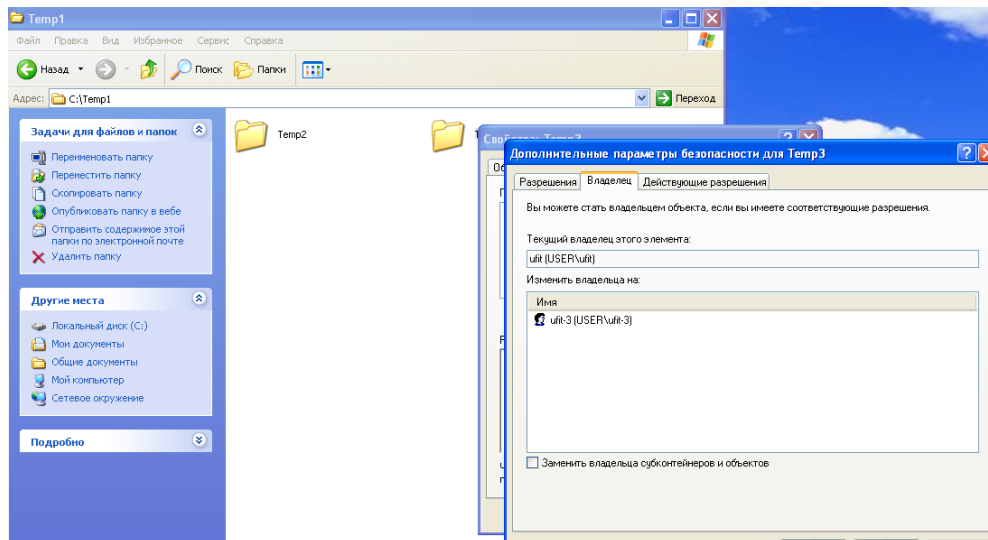 Temp1
Файл Правка Вид Избранное Сервис Справка
Назад Поиск Папки
Адрес: C:\Temp1 Переход
Задачи для файлов и папок
Переименовать папку
Переместить папку
Скопировать папку
Опубликовать папку в вебе
Отправить содержимое этой
папки по электронной почте
Удалить папку
Другие места
Локальный диск (C:)
Мои документы
Общие документы
Мой компьютер
Сетевое окружение
Подробно
Temp2
Дополнительные параметры безопасности для Temp3
Разрешения Владелец Действующие разрешения
Вы можете стать владельцем объекта, если вы имеете соответствующие разрешения.
Текущий владелец этого элемента:
ufit (USER\ufit)
Изменить владельца на:
Имя
ufit-3 (USER\ufit-3)
Заменить владельца субконтейнеров и объектов